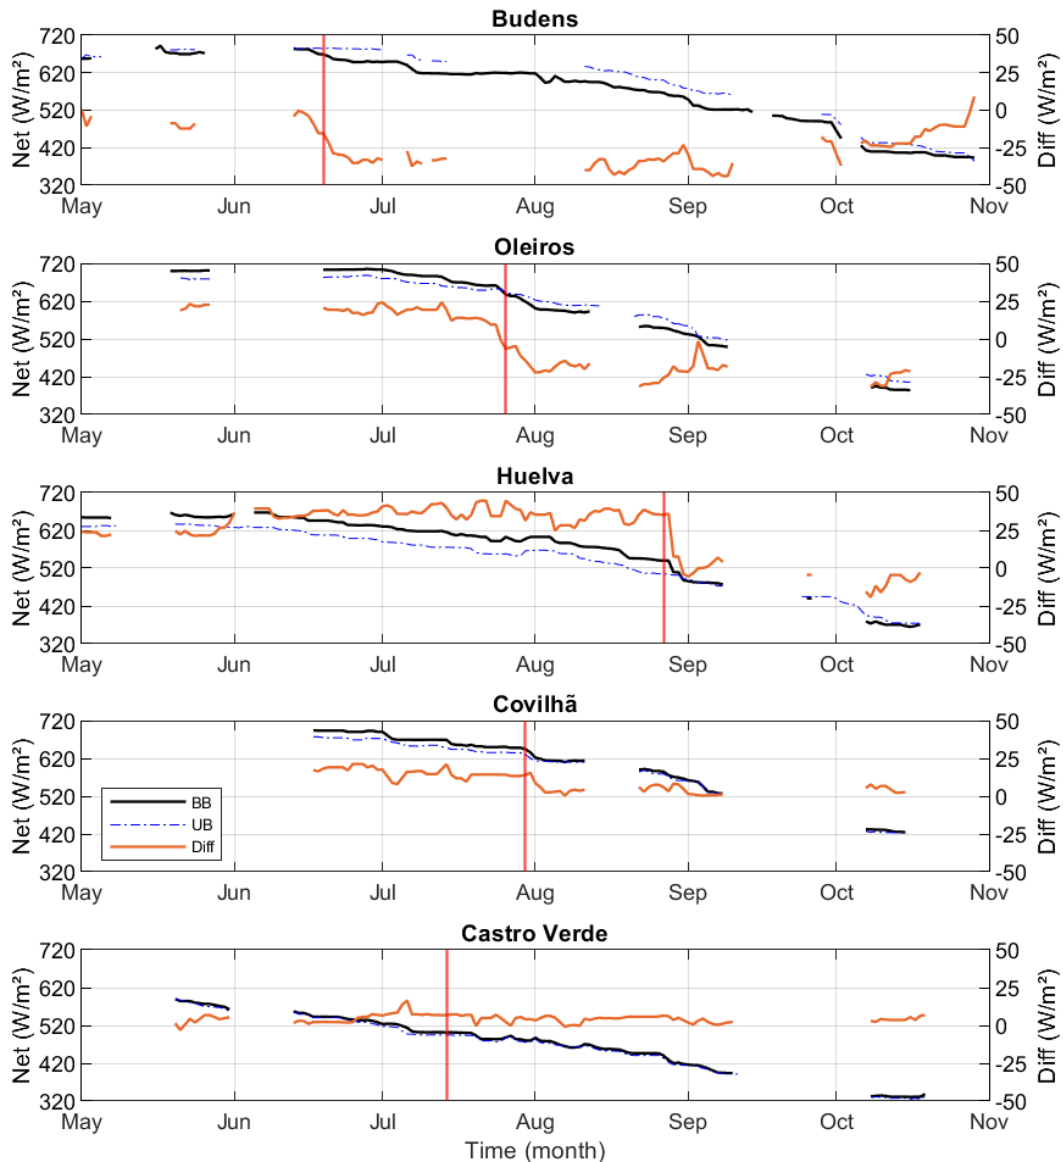 Budens
720 50
620 25
520 0
420 -25
320 -50
Net (W/m²)
Diff (W/m²)
May Jun Jul Aug Sep Oct Nov
Oleiros
720 50
620 25
520 0
420 -25
320 -50
Net (W/m²)
Diff (W/m²)
May Jun Jul Aug Sep Oct Nov
Huelva
720 50
620 25
520 0
420 -25
320 -50
Net (W/m²)
Diff (W/m²)
May Jun Jul Aug Sep Oct Nov
Covilhã
720 50
620 25
520 0
420 -25
320 -50
Net (W/m²)
Diff (W/m²)
BB
UB
Diff
May Jun Jul Aug Sep Oct Nov
Castro Verde
720 50
620 25
520 0
420 -25
320 -50
Net (W/m²)
Diff (W/m²)
May Jun Jul Aug Sep Oct Nov
Time (month)